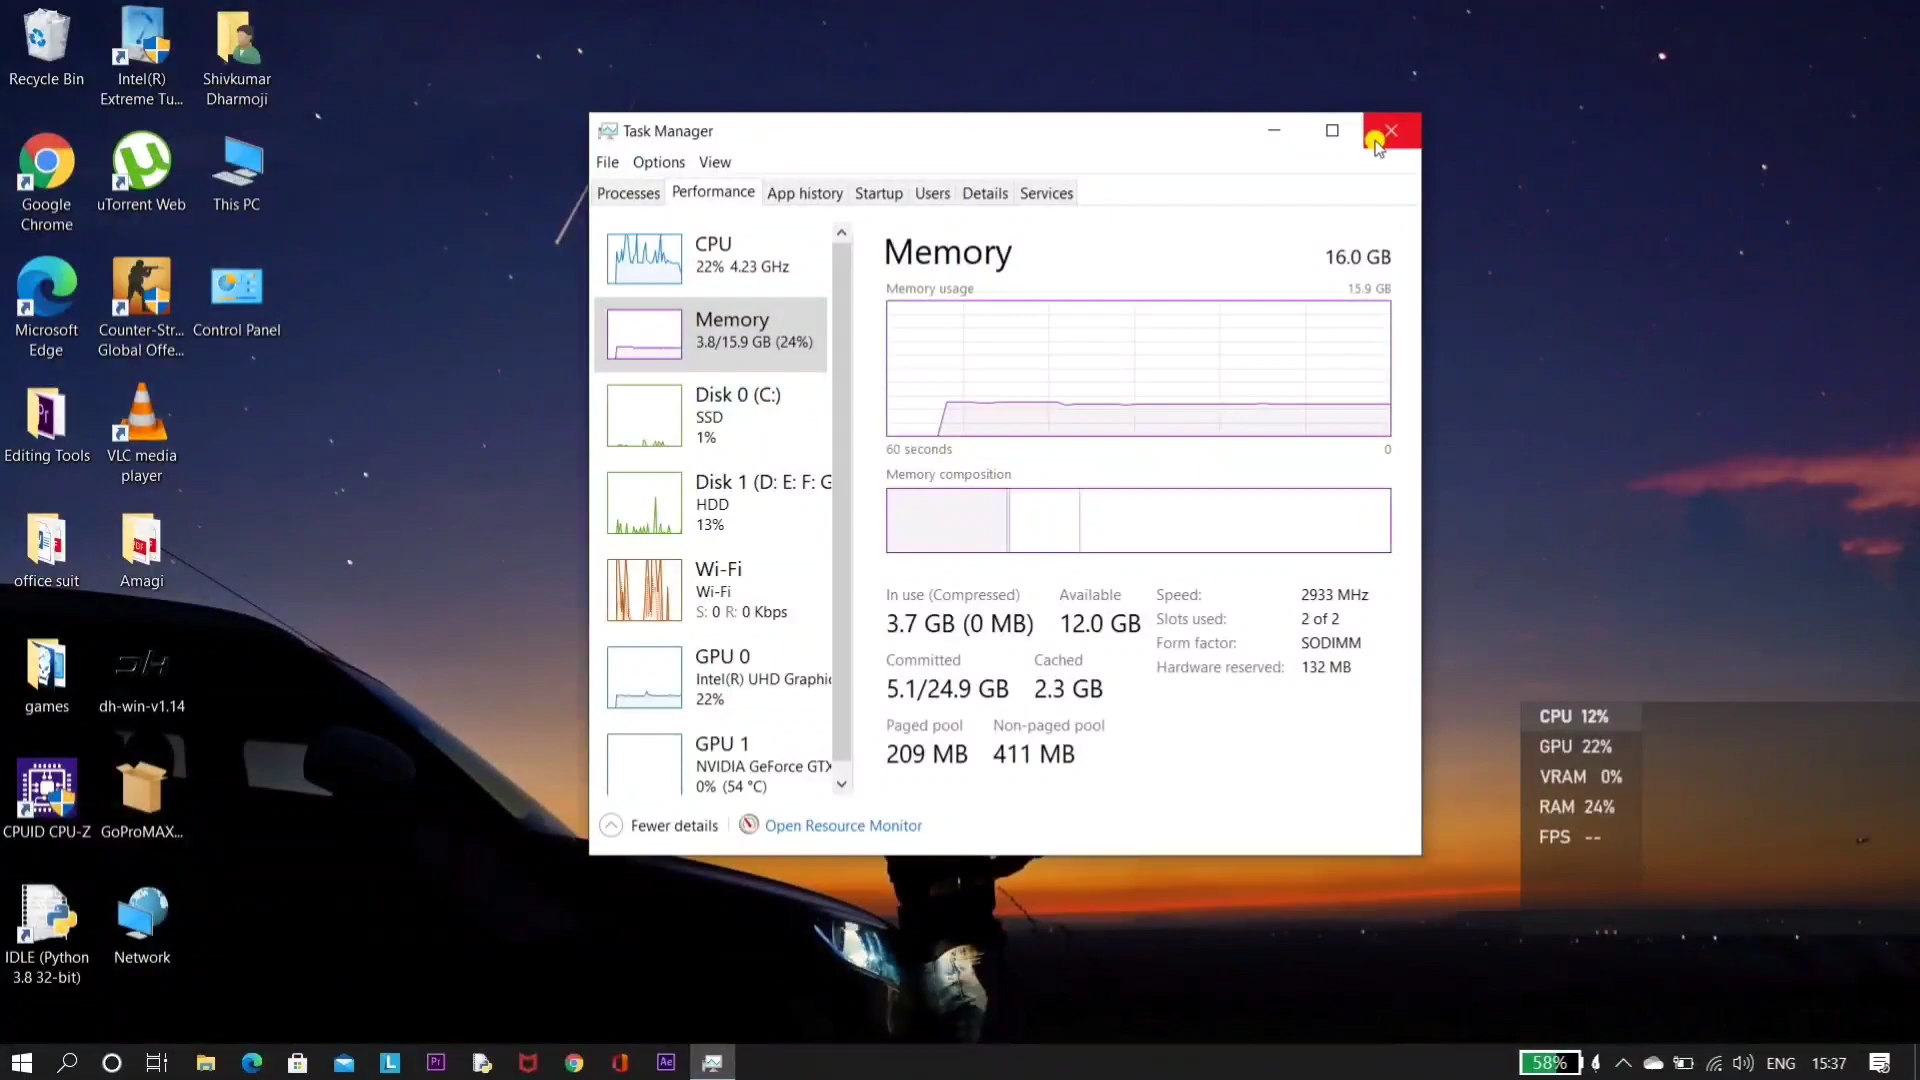 Recycle Bin
Intel(R)
Extreme Tu...
Shivkumar
Dharmoji
Google
Chrome
uTorrent Web
This PC
Microsoft
Edge
Counter-Str...
Global Offe...
Control Panel
Editing Tools
VLC media
player
office suit
Amagi
games
dh-win-v1.14
CPUID CPU-Z
GoProMAX...
IDLE (Python
3.8 32-bit)
Network
Task Manager
File Options View
Processes Performance App history Startup Users Details Services
CPU
22% 4.23 GHz
Memory
3.8/15.9 GB (24%)
Disk 0 (C:)
SSD
1%
Disk 1 (D: E: F: G
HDD
13%
Wi-Fi
Wi-Fi
S: 0 R: 0 Kbps
GPU 0
Intel(R) UHD Graphic
22%
GPU 1
NVIDIA GeForce GTX
0% (54 °C)
Memory 16.0 GB
Memory usage 15.9 GB
60 seconds 0
Memory composition
In use (Compressed) Available
3.7 GB (0 MB) 12.0 GB
Committed Cached
5.1/24.9 GB 2.3 GB
Paged pool Non-paged pool
209 MB 411 MB
Speed: 2933 MHz
Slots used: 2 of 2
Form factor: SODIMM
Hardware reserved: 132 MB
Fewer details Open Resource Monitor
CPU 12%
GPU 22%
VRAM 0%
RAM 24%
FPS --
58% ENG 15:37